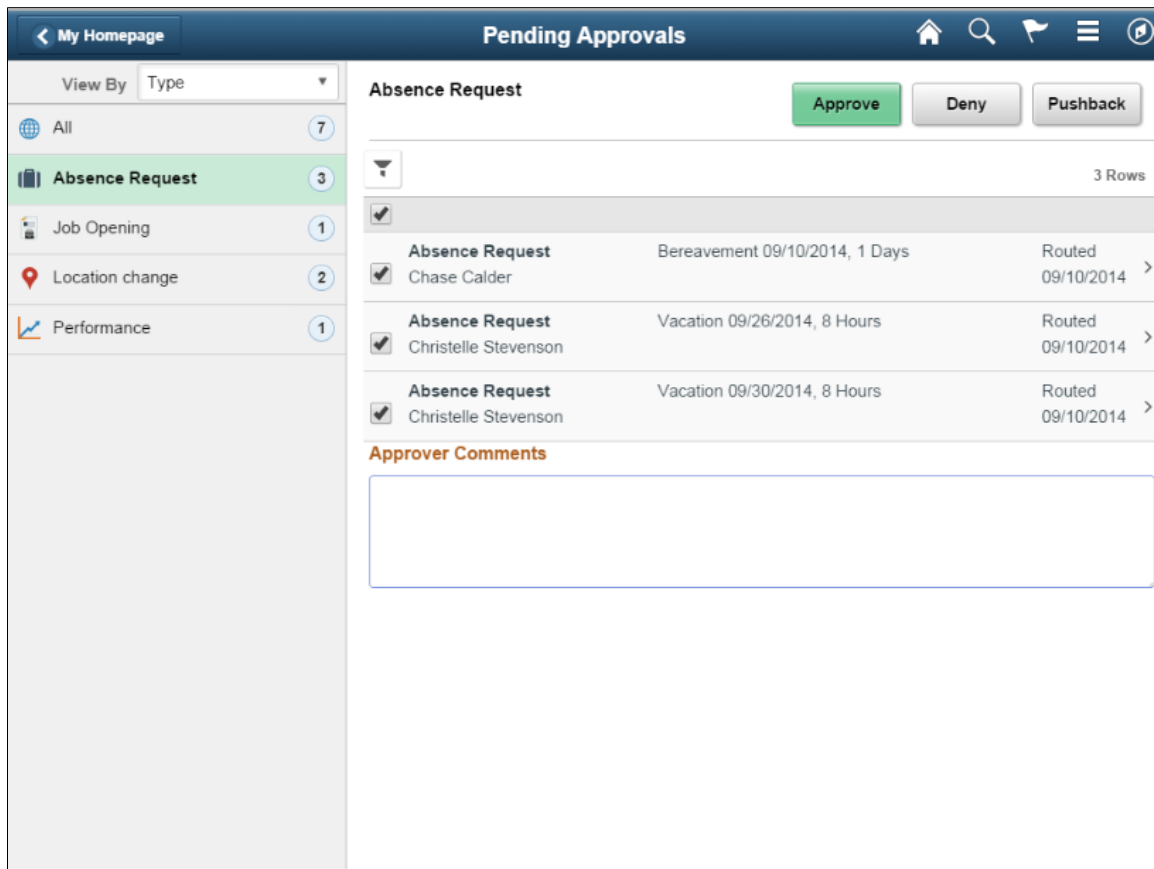 My Homepage
Pending Approvals
View By Type
All 7
Absence Request 3
Job Opening 1
Location change 2
Performance 1
Absence Request
Approve Deny Pushback
3 Rows
Absence Request Bereavement 09/10/2014, 1 Days Routed
Chase Calder 09/10/2014
Absence Request Vacation 09/26/2014, 8 Hours Routed
Christelle Stevenson 09/10/2014
Absence Request Vacation 09/30/2014, 8 Hours Routed
Christelle Stevenson 09/10/2014
Approver Comments